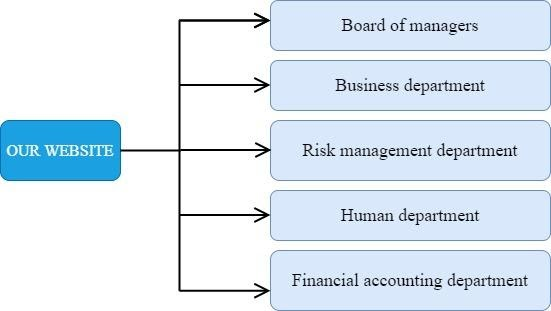 Board of managers
Business department
OUR WEBSITE
Risk management department
Human department
Financial accounting department